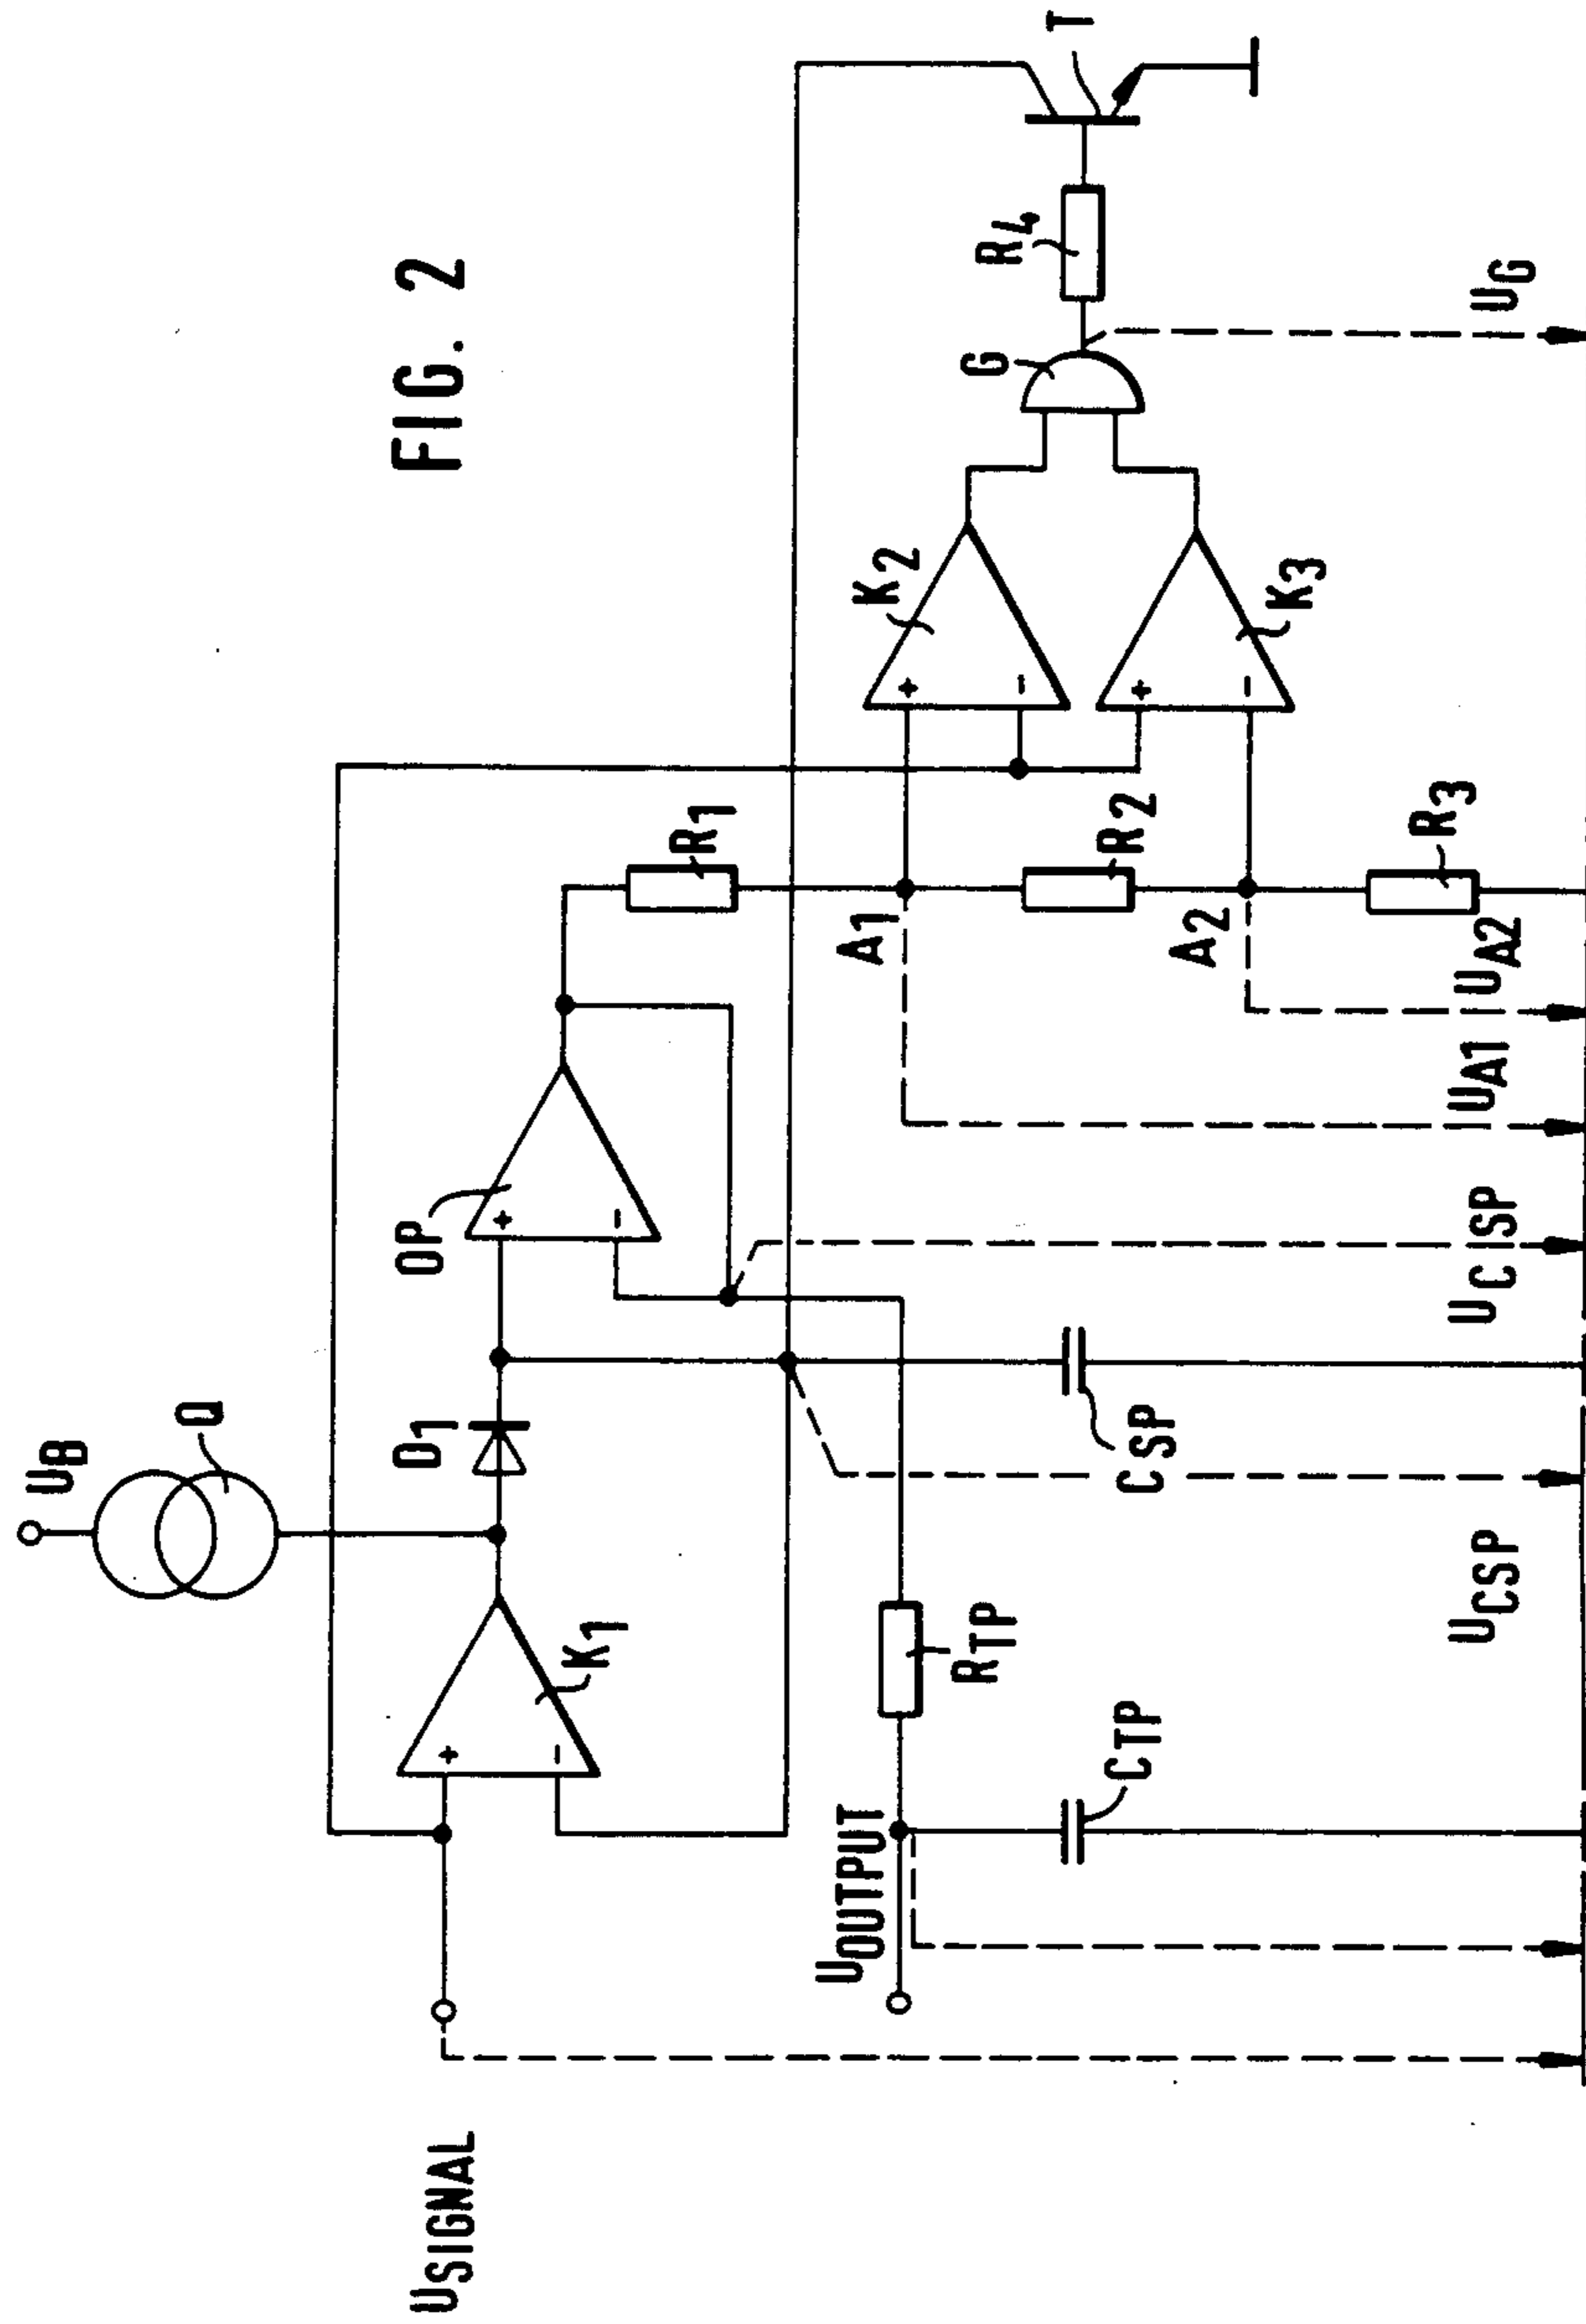 FIG. 2
UB
Q
D1
OP
K1
R1
K2
K3
G
R4
T
A1
R2
A2
R3
RTP
CTP
CSP
UOUTPUT
USIGNAL
UCSP
UC'SP
UA1
UA2
UG
+
-
+
-
+
-
+
-